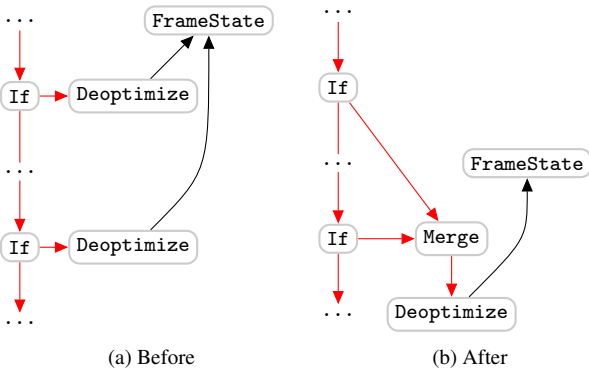 ...
FrameState
If
Deoptimize
...
If
Deoptimize
...
(a) Before
...
If
...
FrameState
If
Merge
Deoptimize
...
(b) After